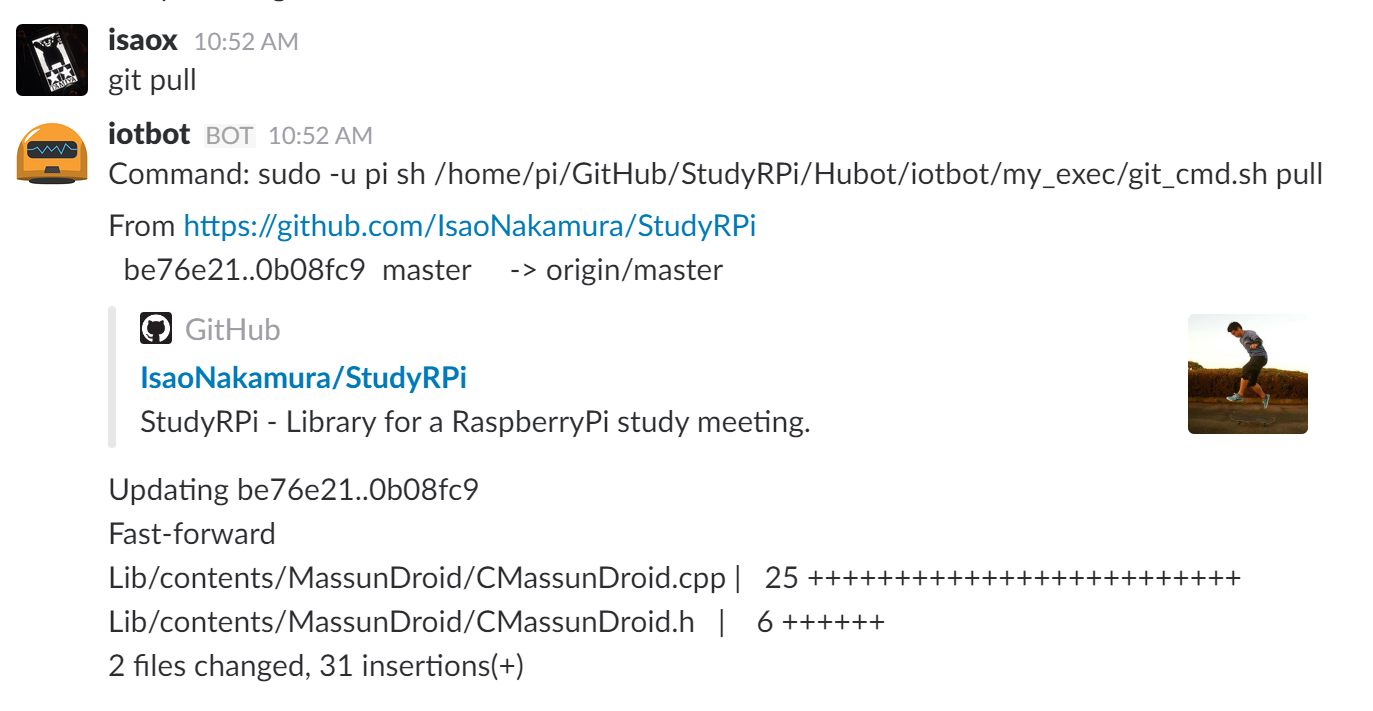 isaox 10:52 AM
git pull
iotbot BOT 10:52 AM
Command: sudo -u pi sh /home/pi/GitHub/StudyRPi/Hubot/iotbot/my_exec/git_cmd.sh pull
From https://github.com/IsaoNakamura/StudyRPi
be76e21..0b08fc9 master -> origin/master
GitHub
IsaoNakamura/StudyRPi
StudyRPi - Library for a RaspberryPi study meeting.
Updating be76e21..0b08fc9
Fast-forward
Lib/contents/MassunDroid/CMassunDroid.cpp | 25 +++++++++++++++++++++++++
Lib/contents/MassunDroid/CMassunDroid.h | 6 ++++++
2 files changed, 31 insertions(+)